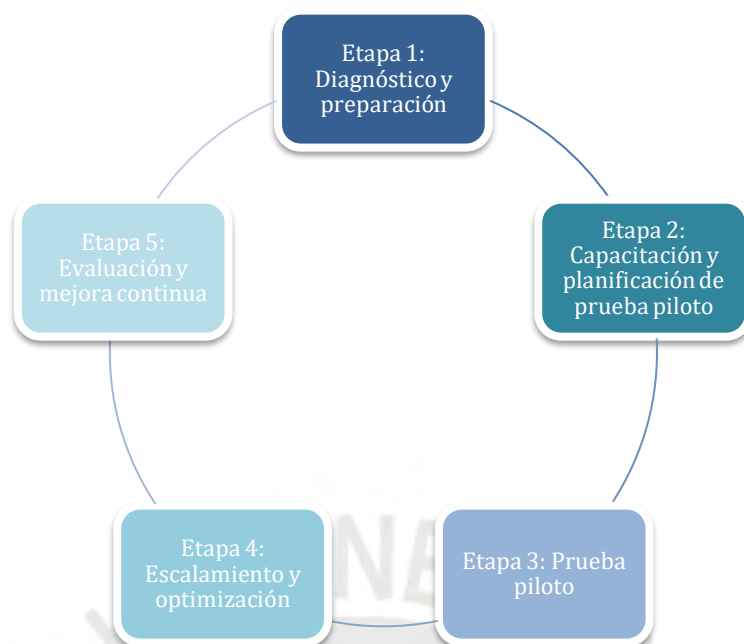 Etapa 1:
Diagnóstico y
preparación
Etapa 2:
Capacitación y
planificación de
prueba piloto
Etapa 3: Prueba
piloto
Etapa 4:
Escalamiento y
optimización
Etapa 5:
Evaluación y
mejora continua